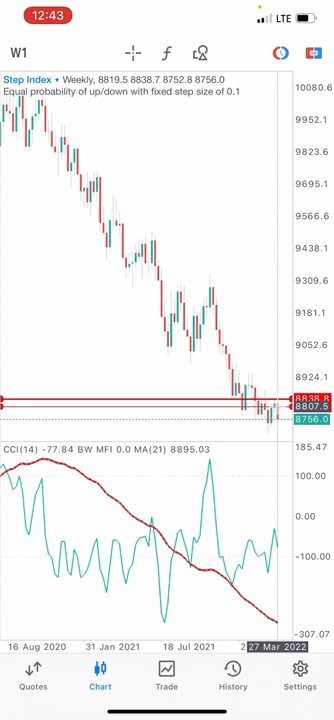 12:43
LTE
W1
Step Index Weekly, 8819.5 8838.7 8752.8 8756.0
Equal probability of up/down with fixed step size of 0.1
10080.6
9952.1
9823.6
9695.1
9566.6
9438.1
9309.6
9181.1
9052.6
8924.1
8838.8
8807.5
8756.0
CCI(14) -77.84 BW MFI 0.0 MA(21) 8895.03
185.47
100.00
0.00
-100.00
-307.07
16 Aug 2020 31 Jan 2021 18 Jul 2021 2 27 Mar 2022
Quotes Chart Trade History Settings